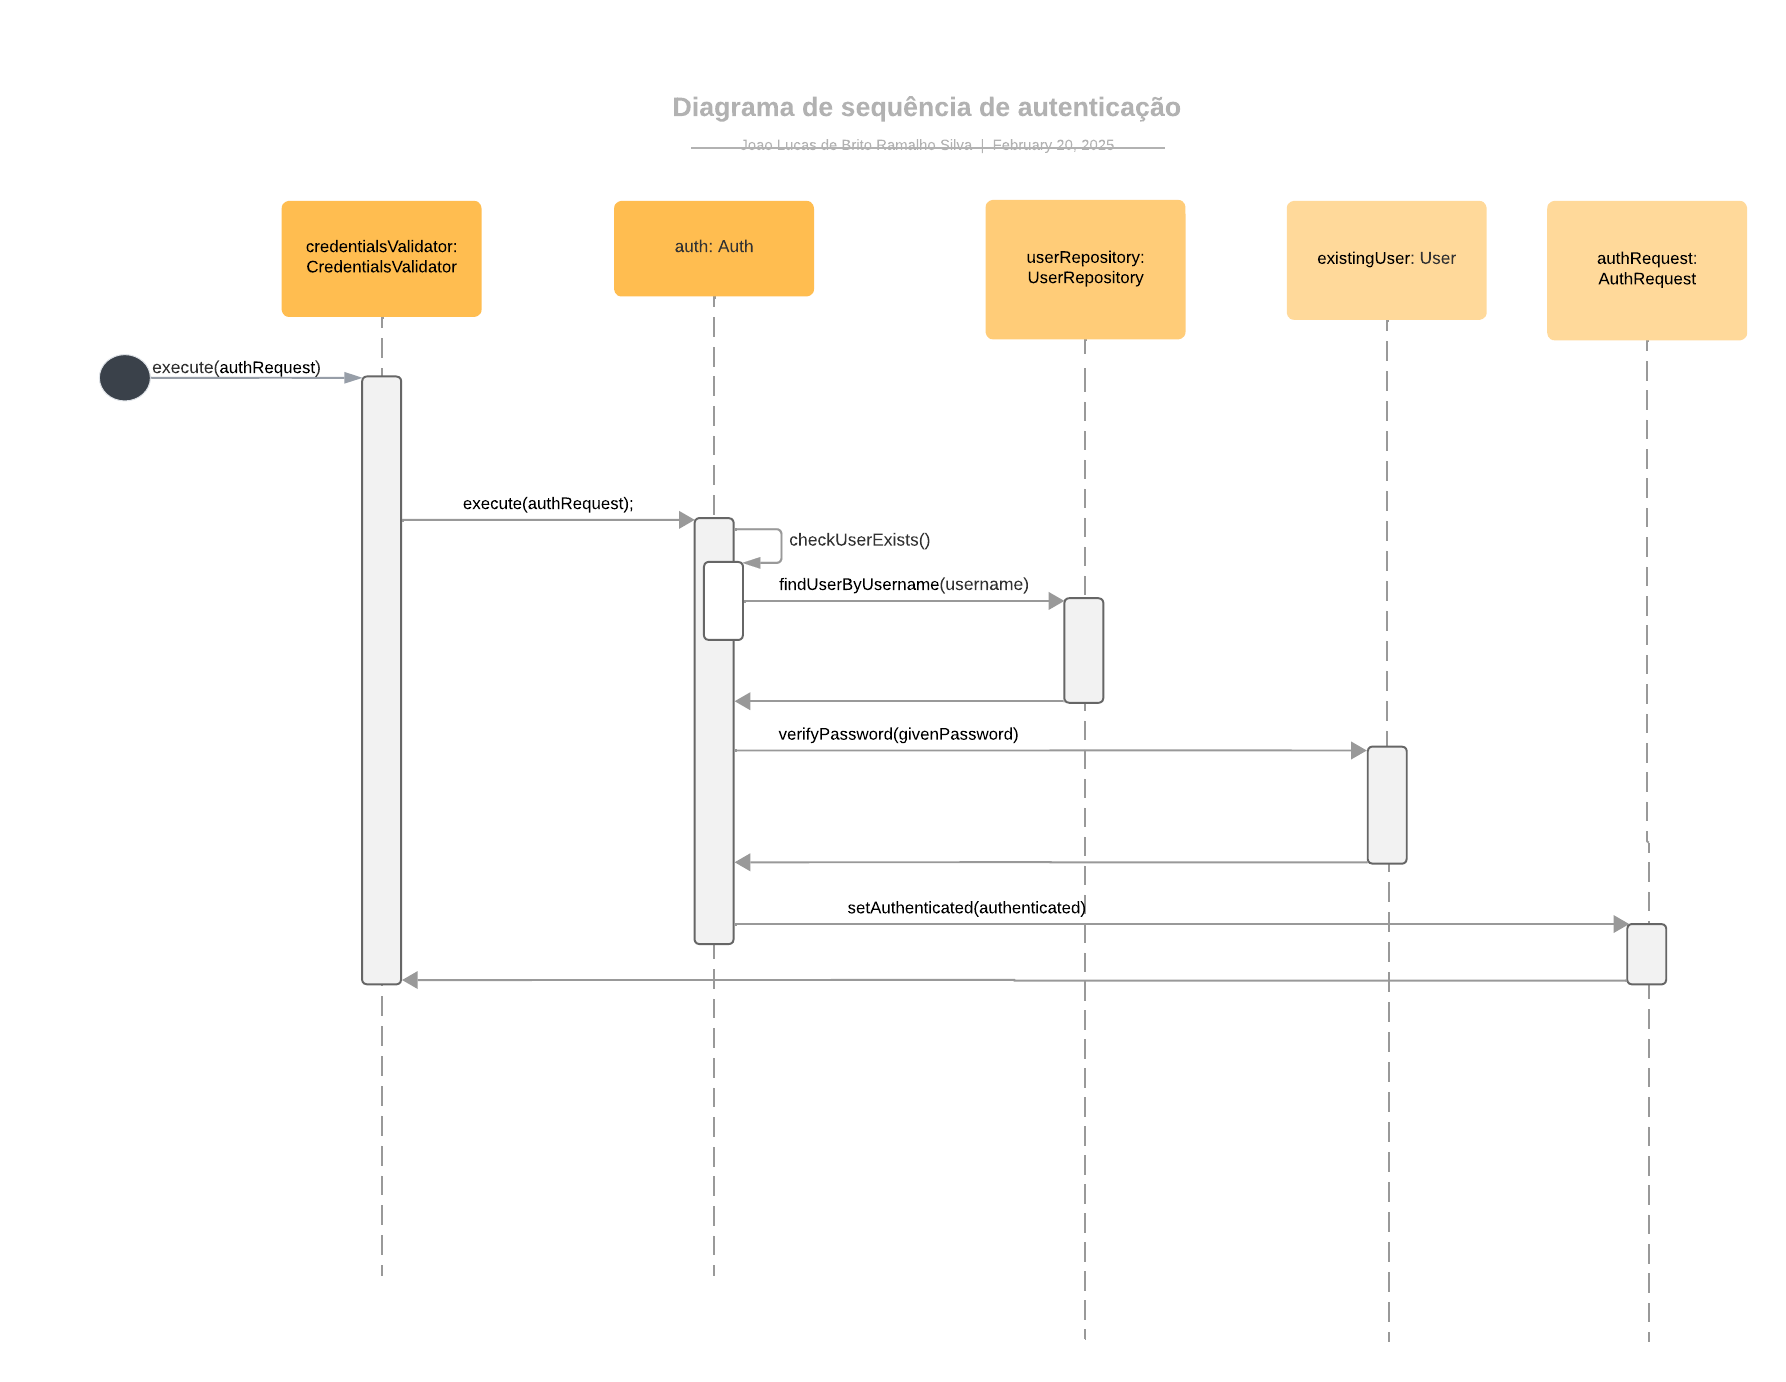 Diagrama de sequência de autenticação
Joao Lucas de Brito Ramalho Silva | February 20, 2025
credentialsValidator:
CredentialsValidator
auth: Auth
userRepository:
UserRepository
existingUser: User
authRequest:
AuthRequest
execute(authRequest)
execute(authRequest);
checkUserExists()
findUserByUsername(username)
verifyPassword(givenPassword)
setAuthenticated(authenticated)